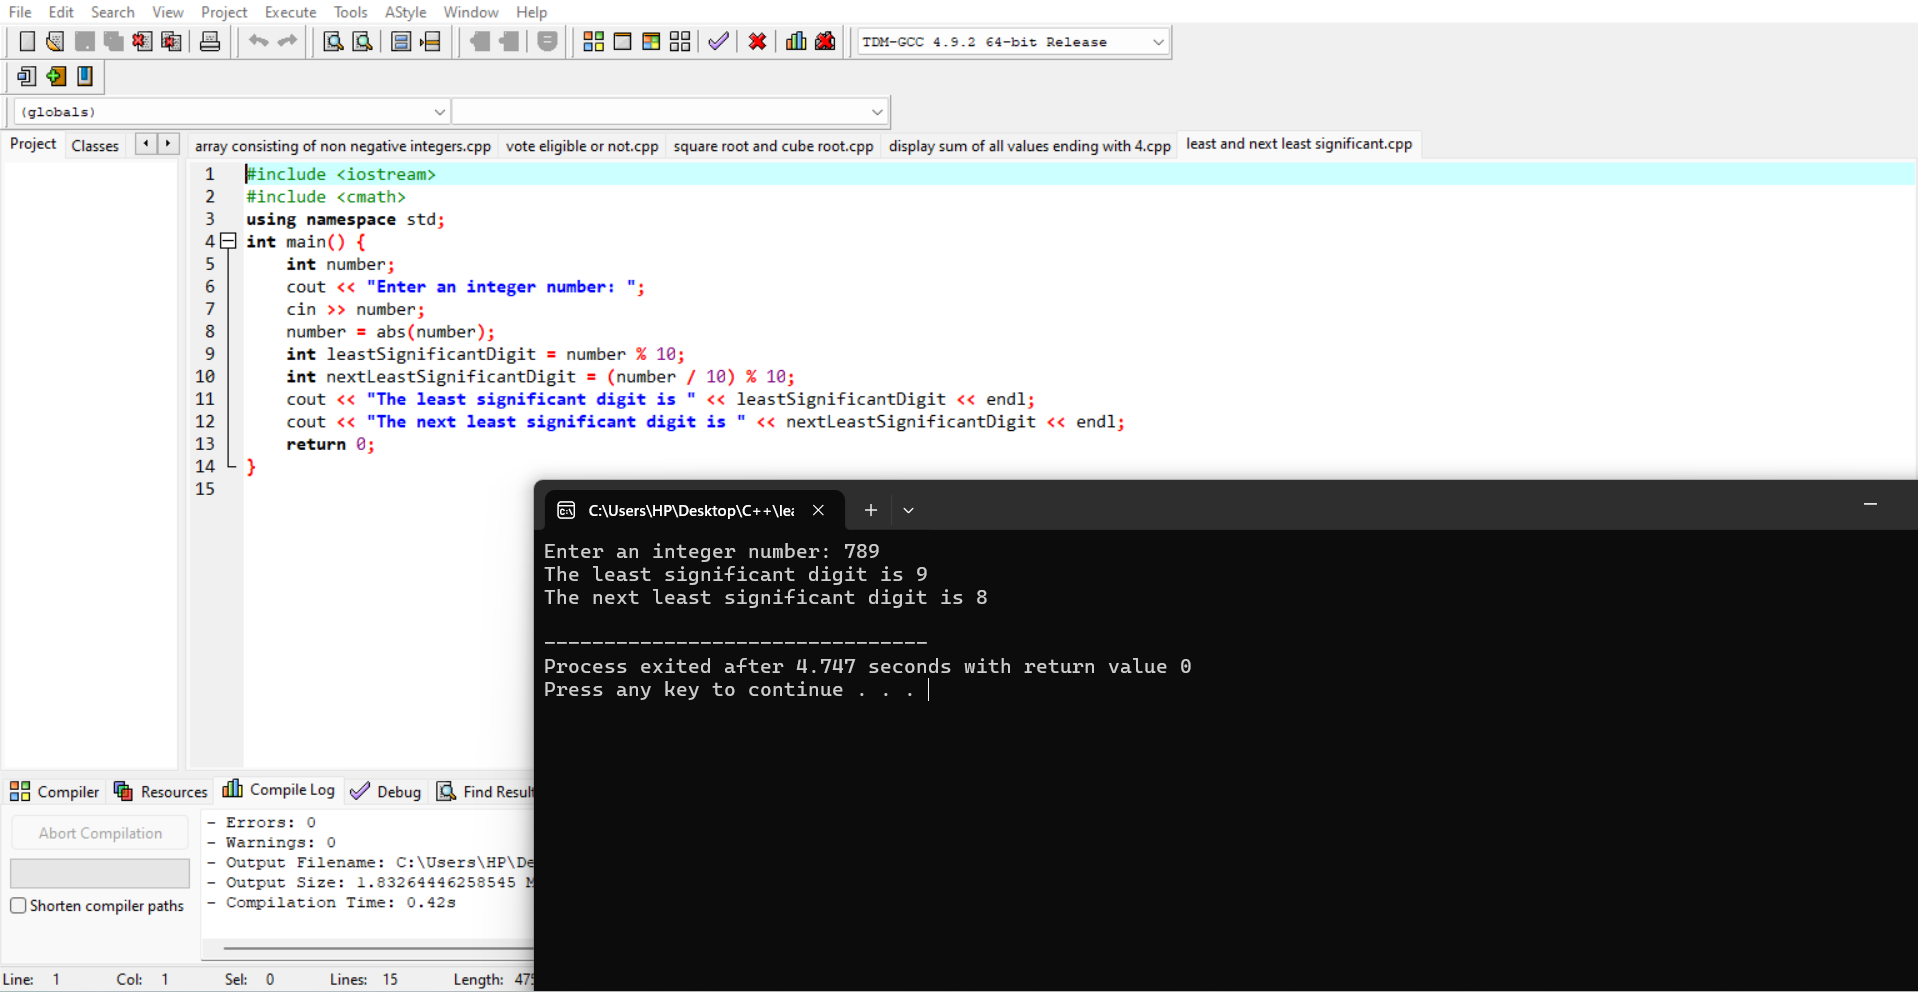 File Edit Search View Project Execute Tools AStyle Window Help
TDM-GCC 4.9.2 64-bit Release
(globals)
Project Classes array consisting of non negative integers.cpp vote eligible or not.cpp square root and cube root.cpp display sum of all values ending with 4.cpp least and next least significant.cpp
1 #include <iostream>
2 #include <cmath>
3 using namespace std;
4 int main() {
5 int number;
6 cout << "Enter an integer number: ";
7 cin >> number;
8 number = abs(number);
9 int leastSignificantDigit = number % 10;
10 int nextLeastSignificantDigit = (number / 10) % 10;
11 cout << "The least significant digit is " << leastSignificantDigit << endl;
12 cout << "The next least significant digit is " << nextLeastSignificantDigit << endl;
13 return 0;
14 }
15
C:\Users\HP\Desktop\C++\lea
Enter an integer number: 789
The least significant digit is 9
The next least significant digit is 8
--------------------------------
Process exited after 4.747 seconds with return value 0
Press any key to continue . . .
Compiler Resources Compile Log Debug Find Result
Abort Compilation
Shorten compiler paths
- Errors: 0
- Warnings: 0
- Output Filename: C:\Users\HP\De
- Output Size: 1.83264446258545 M
- Compilation Time: 0.42s
Line: 1 Col: 1 Sel: 0 Lines: 15 Length: 475